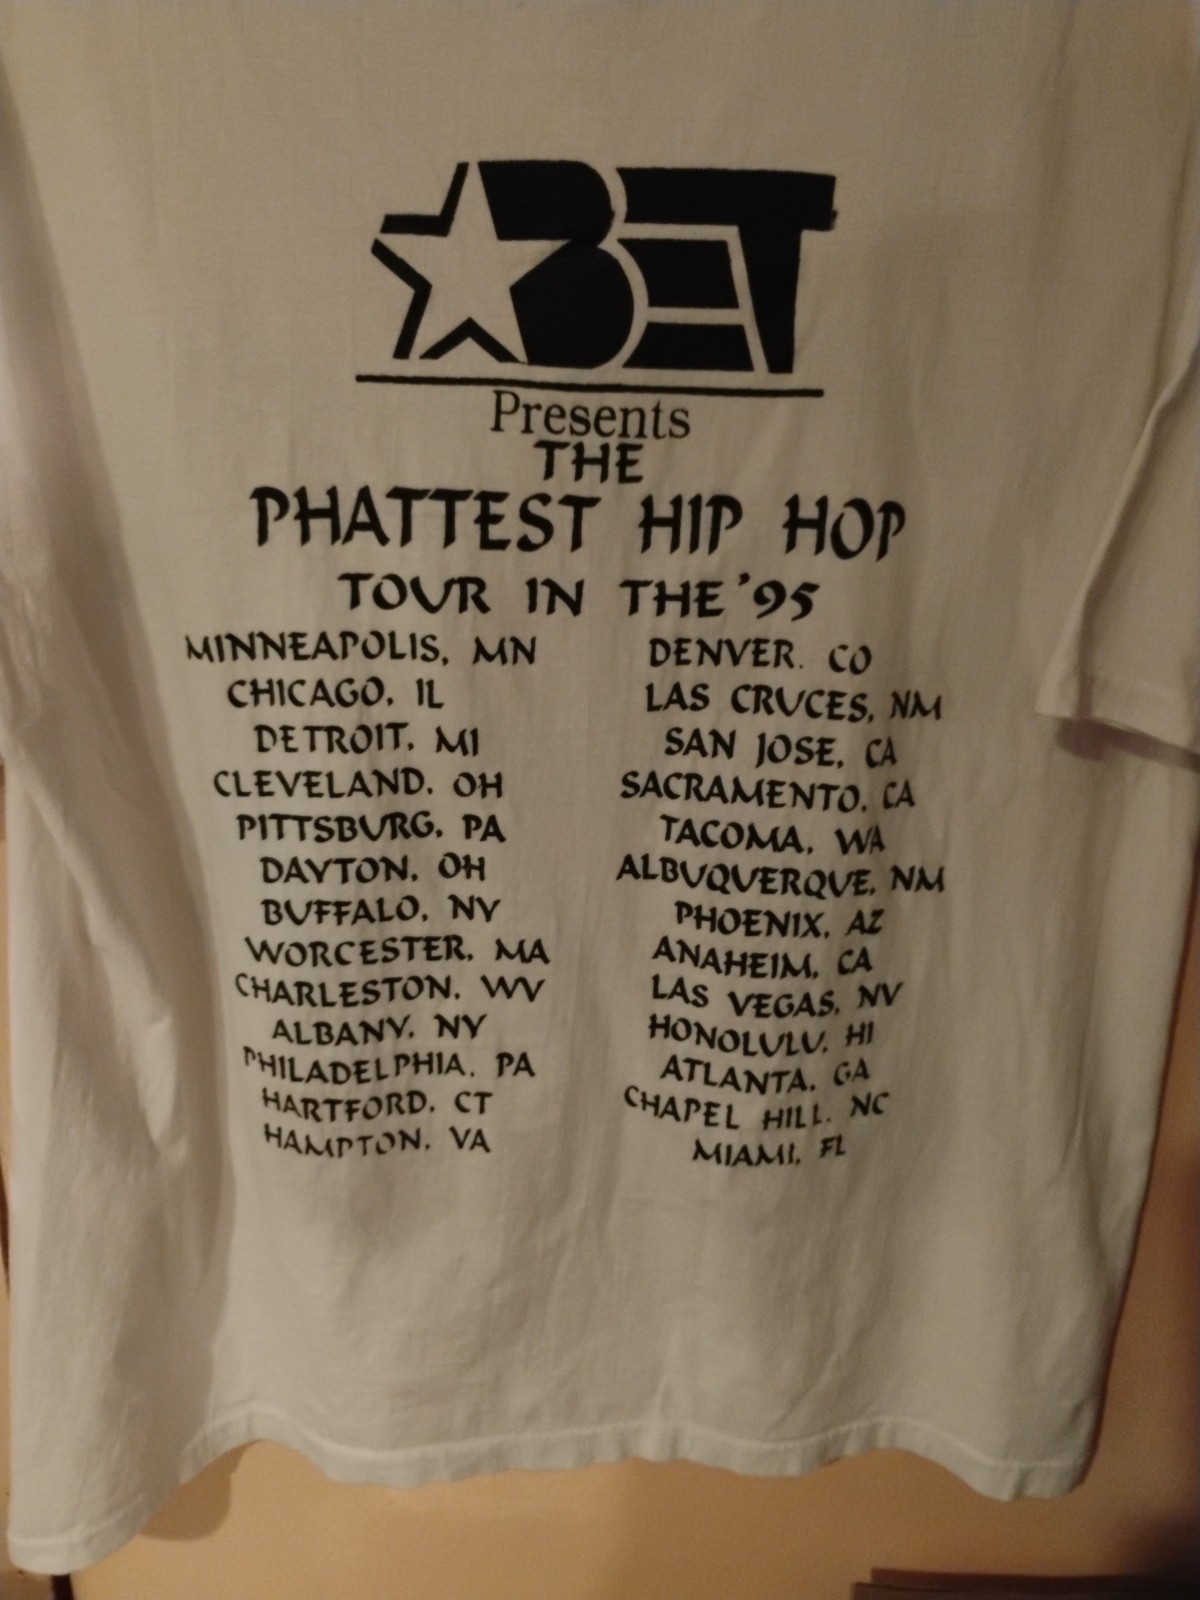 BET
Presents
THE
PHATTEST HIP HOP
TOUR IN THE '95
MINNEAPOLIS, MN
CHICAGO, IL
DETROIT, MI
CLEVELAND, OH
PITTSBURG, PA
DAYTON, OH
BUFFALO, NY
WORCESTER, MA
CHARLESTON, WV
ALBANY, NY
PHILADELPHIA, PA
HARTFORD, CT
HAMPTON, VA
DENVER, CO
LAS CRUCES, NM
SAN JOSE, CA
SACRAMENTO, CA
TACOMA, WA
ALBUQUERQUE, NM
PHOENIX, AZ
ANAHEIM, CA
LAS VEGAS, NV
HONOLULU, HI
ATLANTA, GA
CHAPEL HILL, NC
MIAMI, FL